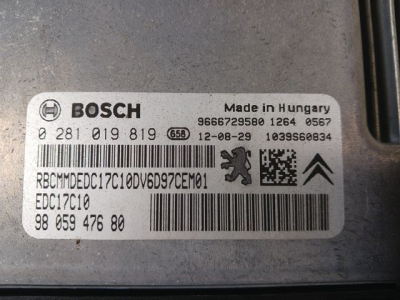 BOSCH
Made in Hungary
9666729580 1264 0567
0 281 019 819 658 12-08-29 1039S60834
RBCMMDEDC17C10DV6D97CEM01
EDC17C10
98 059 476 80